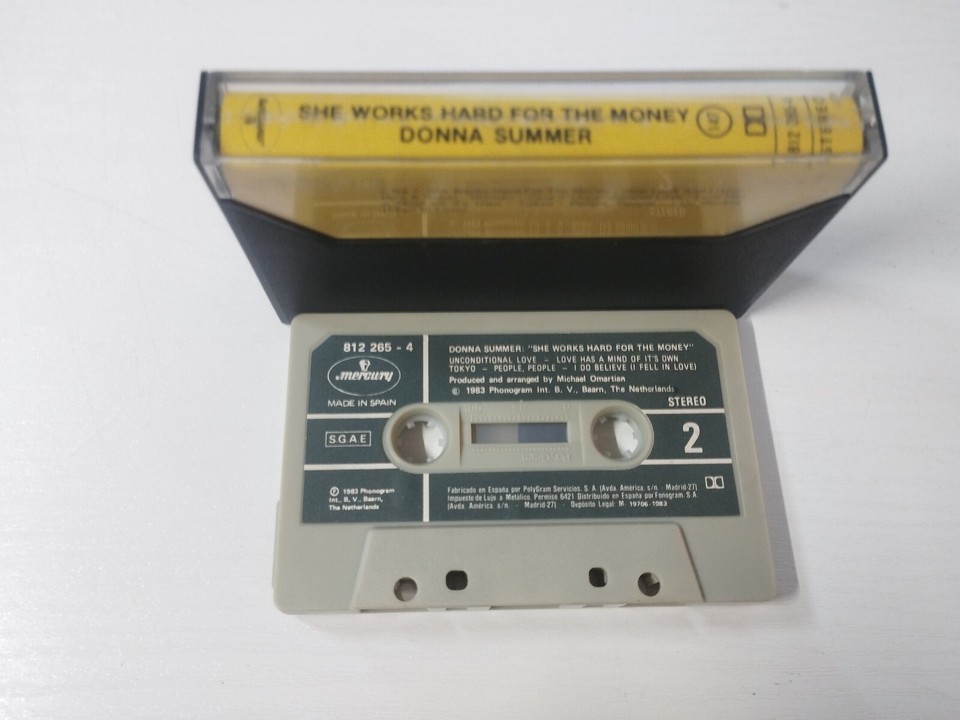 SHE WORKS HARD FOR THE MONEY
DONNA SUMMER
812 265-4
STEREO
812 265 - 4
mercury
MADE IN SPAIN
S.G.A.E
℗ 1983 Phonogram
Int., B. V., Baarn,
The Netherlands
DONNA SUMMER: "SHE WORKS HARD FOR THE MONEY"
UNCONDITIONAL LOVE - LOVE HAS A MIND OF IT'S OWN
TOKYO - PEOPLE, PEOPLE - I DO BELIEVE (I FELL IN LOVE)
Produced and arranged by Michael Omartian
© 1983 Phonogram Int. B. V., Baarn, The Netherlands
STEREO
2
Fabricado en España por PolyGram Servicios. S. A. (Avda. América. s/n. - Madrid-27)
Impuesto de Lujo a Metálico. Permiso 6421 Distribuido en España por Fonogram. S.A.
(Avda. América. s/n. - Madrid-27) - Depósito Legal: M. 19706-1983